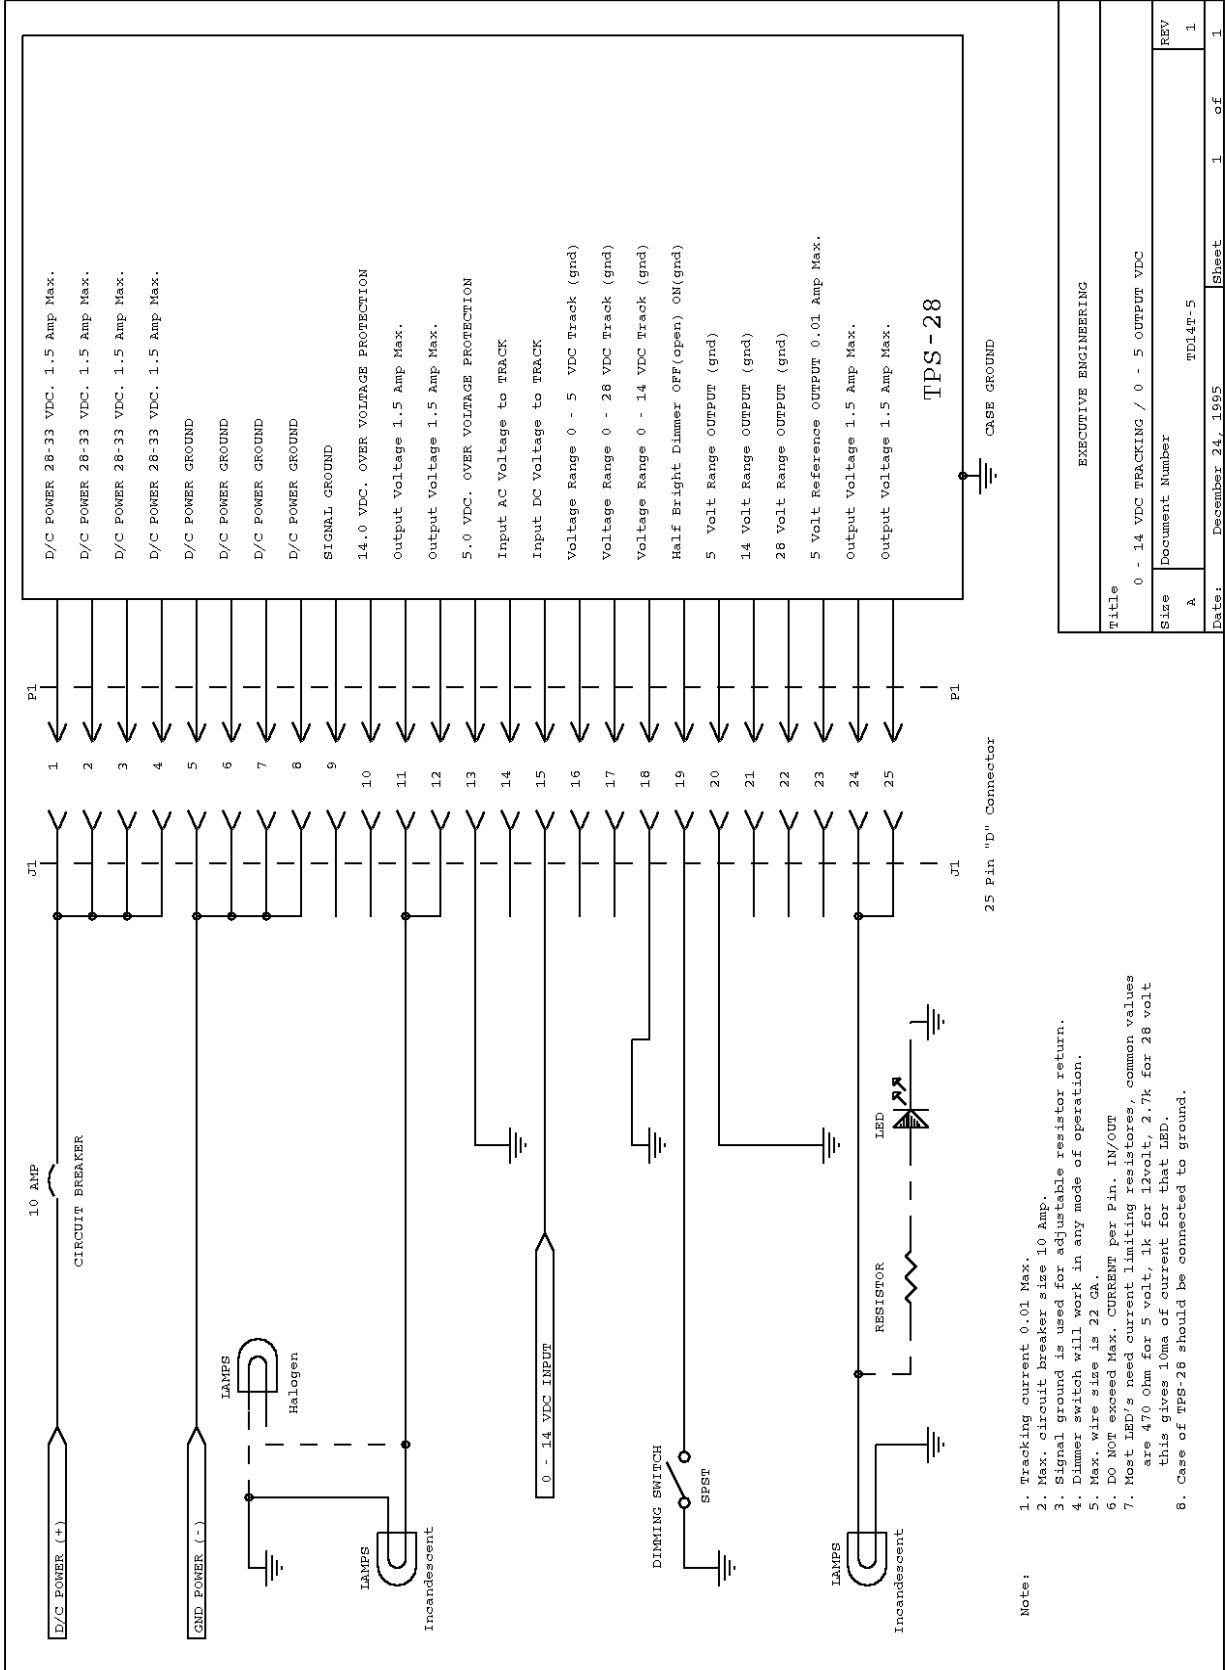 D/C POWER (+)
10 AMP
CIRCUIT BREAKER
GND POWER (-)
LAMPS
Halogen
LAMPS
Incandescent
0 - 14 VDC INPUT
DIMMING SWITCH
SPST
LAMPS
Incandescent
RESISTOR
LED
J1
P1
1
2
3
4
5
6
7
8
9
10
11
12
13
14
15
16
17
18
19
20
21
22
23
24
25
J1
P1
25 Pin "D" Connector
D/C POWER 28-33 VDC. 1.5 Amp Max.
D/C POWER 28-33 VDC. 1.5 Amp Max.
D/C POWER 28-33 VDC. 1.5 Amp Max.
D/C POWER 28-33 VDC. 1.5 Amp Max.
D/C POWER GROUND
D/C POWER GROUND
D/C POWER GROUND
D/C POWER GROUND
SIGNAL GROUND
14.0 VDC. OVER VOLTAGE PROTECTION
Output Voltage 1.5 Amp Max.
Output Voltage 1.5 Amp Max.
5.0 VDC. OVER VOLTAGE PROTECTION
Input AC Voltage to TRACK
Input DC Voltage to TRACK
Voltage Range 0 - 5 VDC Track (gnd)
Voltage Range 0 - 28 VDC Track (gnd)
Voltage Range 0 - 14 VDC Track (gnd)
Half Bright Dimmer OFF(open) ON(gnd)
5 Volt Range OUTPUT (gnd)
14 Volt Range OUTPUT (gnd)
28 Volt Range OUTPUT (gnd)
5 Volt Reference OUTPUT 0.01 Amp Max.
Output Voltage 1.5 Amp Max.
Output Voltage 1.5 Amp Max.
TPS-28
CASE GROUND
Note:
1. Tracking current 0.01 Max.
2. Max. circuit breaker size 10 Amp.
3. Signal ground is used for adjustable resistor return.
4. Dimmer switch will work in any mode of operation.
5. Max. wire size is 22 GA.
6. DO NOT exceed Max. CURRENT per Pin. IN/OUT
7. Most LED's need current limiting resistores, common values
are 470 Ohm for 5 volt, 1k for 12volt, 2.7k for 28 volt
this gives 10ma of current for that LED.
8. Case of TPS-28 should be connected to ground.
EXECUTIVE ENGINEERING
Title
0 - 14 VDC TRACKING / 0 - 5 OUTPUT VDC
Size Document Number REV
A TD14T-5 1
Date: December 24, 1995 Sheet 1 of 1